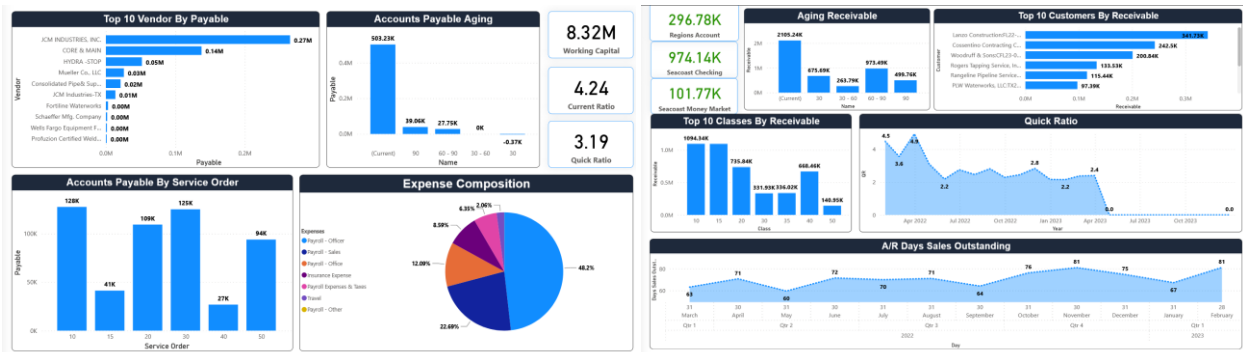 Top 10 Vendor By Payable
JCM INDUSTRIES, INC.
CORE & MAIN
HYDRA -STOP
Mueller Co., LLC
Consolidated Pipe& Sup...
JCM Industries-TX
Fortiline Waterworks
Schaeffer Mfg. Company
Wells Fargo Equipment F...
Profuzion Certified Weld...
0.27M
0.14M
0.05M
0.03M
0.02M
0.01M
0.00M
0.00M
0.00M
0.00M
Vendor
0.0M 0.1M 0.2M
Payable
Accounts Payable Aging
Payable
0.4M
0.2M
0.0M
503.23K
39.06K
27.75K
0K
-0.37K
(Current) 90 60 - 90 30 - 60 30
Name
8.32M
Working Capital
4.24
Current Ratio
3.19
Quick Ratio
Accounts Payable By Service Order
Payable
100K
0K
128K
41K
109K
125K
27K
94K
10 15 20 30 40 50
Service Order
Expense Composition
Expenses
Payroll - Officer
Payroll - Sales
Payroll - Office
Insurance Expense
Payroll Expenses & Taxes
Travel
Payroll - Other
48.2%
22.69%
12.09%
8.59%
6.35%
2.06%
296.78K
Regions Account
974.14K
Seacoast Checking
101.77K
Seacoast Money Market
Aging Receivable
Receivable
2M
1M
0M
2105.24K
675.69K
263.79K
973.49K
499.76K
(Current) 30 30 - 60 60 - 90 90
Name
Top 10 Customers By Receivable
Customer
Cossentino Contracting C...
Rogers Tapping Service, In...
Rangeline Pipeline Service...
341.73K
242.5K
200.84K
133.53K
115.44K
97.39K
0.0M 0.1M 0.2M 0.3M
Receivable
Top 10 Classes By Receivable
Receivable
1.0M
0.5M
0.0M
1094.34K
735.84K
331.93K
336.02K
668.46K
10 15 20 30 35 40 50
Class
Quick Ratio
QR
4
2
0
4.5
3.6
4.9
2.2
2.8
2.2
2.4
0.0
0.0
Apr 2022 Jul 2022 Oct 2022 Jan 2023 Apr 2023 Jul 2023 Oct 2023
Year
A/R Days Sales Outstanding
Days Sales Outst...
80
60
63
71
60
72
70
71
64
76
81
75
67
81
31 30 31 30 31 31 30 31 30 31 31 28
March April May June July August September October November December January February
Qtr 1 Qtr 2 Qtr 3 Qtr 4 Qtr 1
2022 2023
Day